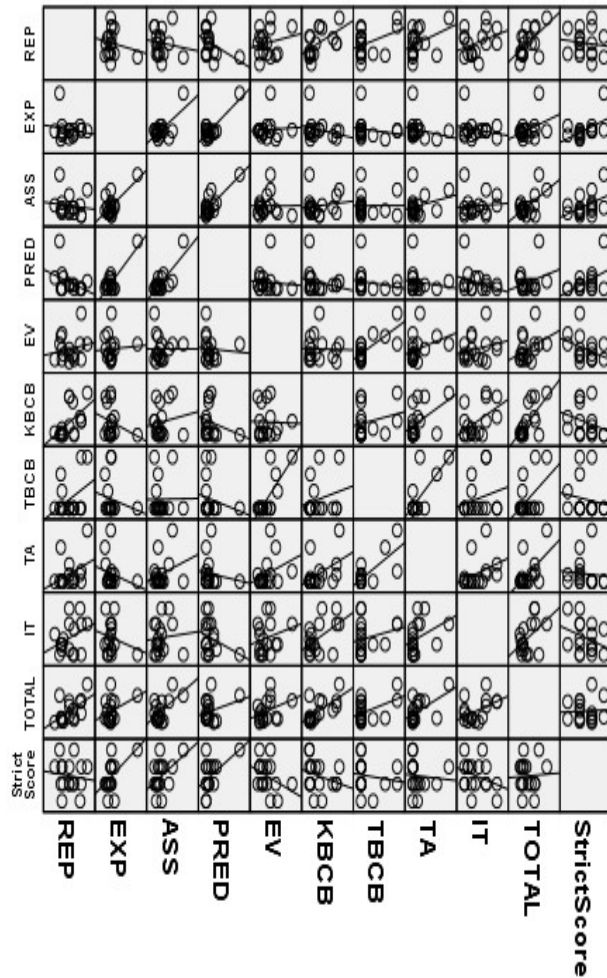 REP
EXP
ASS
PRED
EV
KBCB
TBCB
TA
IT
TOTAL
Strict
Score
REP
EXP
ASS
PRED
EV
KBCB
TBCB
TA
IT
TOTAL
StrictScore